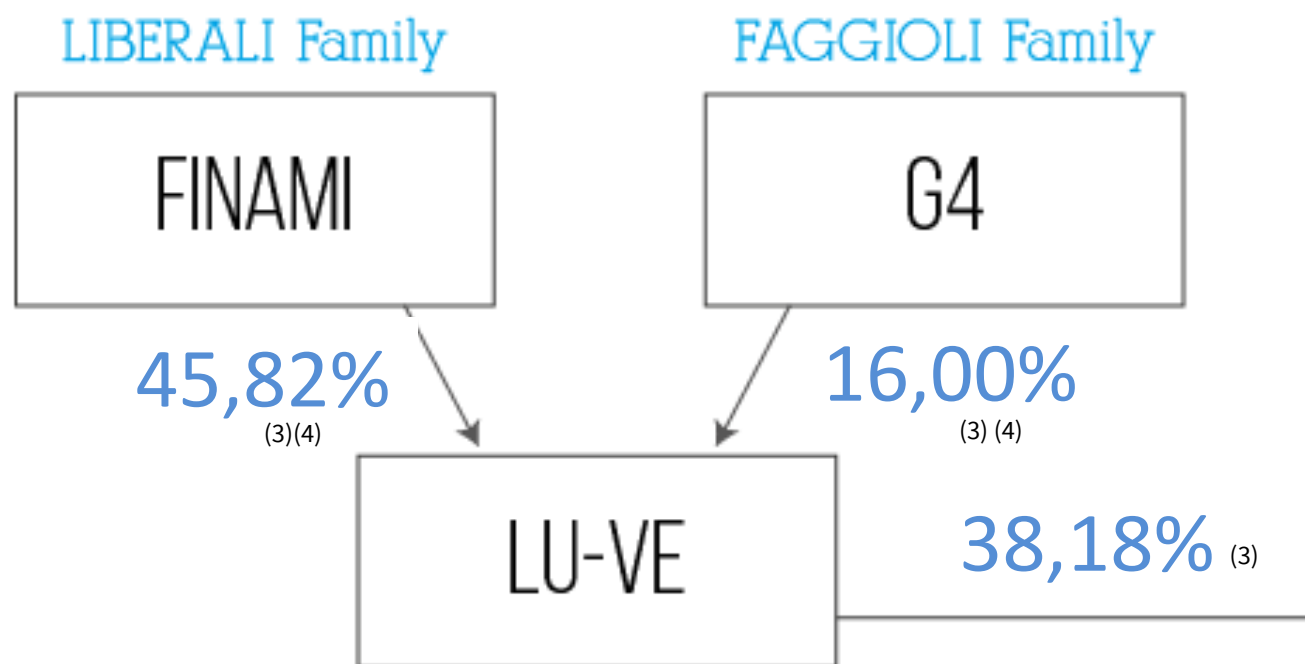 LIBERALI Family
FAGGIOLI Family
FINAMI
G4
45,82%
(3)(4)
16,00%
(3) (4)
LU-VE
38,18% (3)